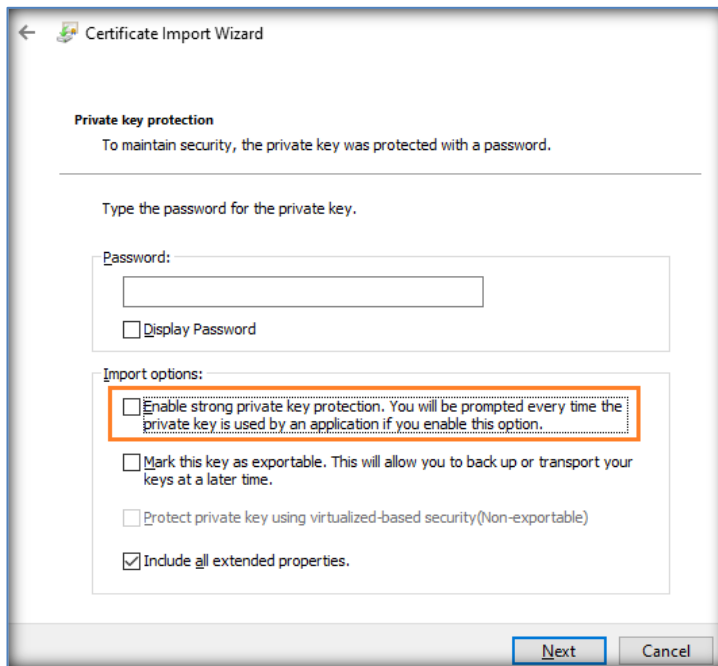 Certificate Import Wizard
Private key protection
To maintain security, the private key was protected with a password.
Type the password for the private key.
Password:
Display Password
Import options:
Enable strong private key protection. You will be prompted every time the
private key is used by an application if you enable this option.
Mark this key as exportable. This will allow you to back up or transport your
keys at a later time.
Protect private key using virtualized-based security(Non-exportable)
Include all extended properties.
Next Cancel